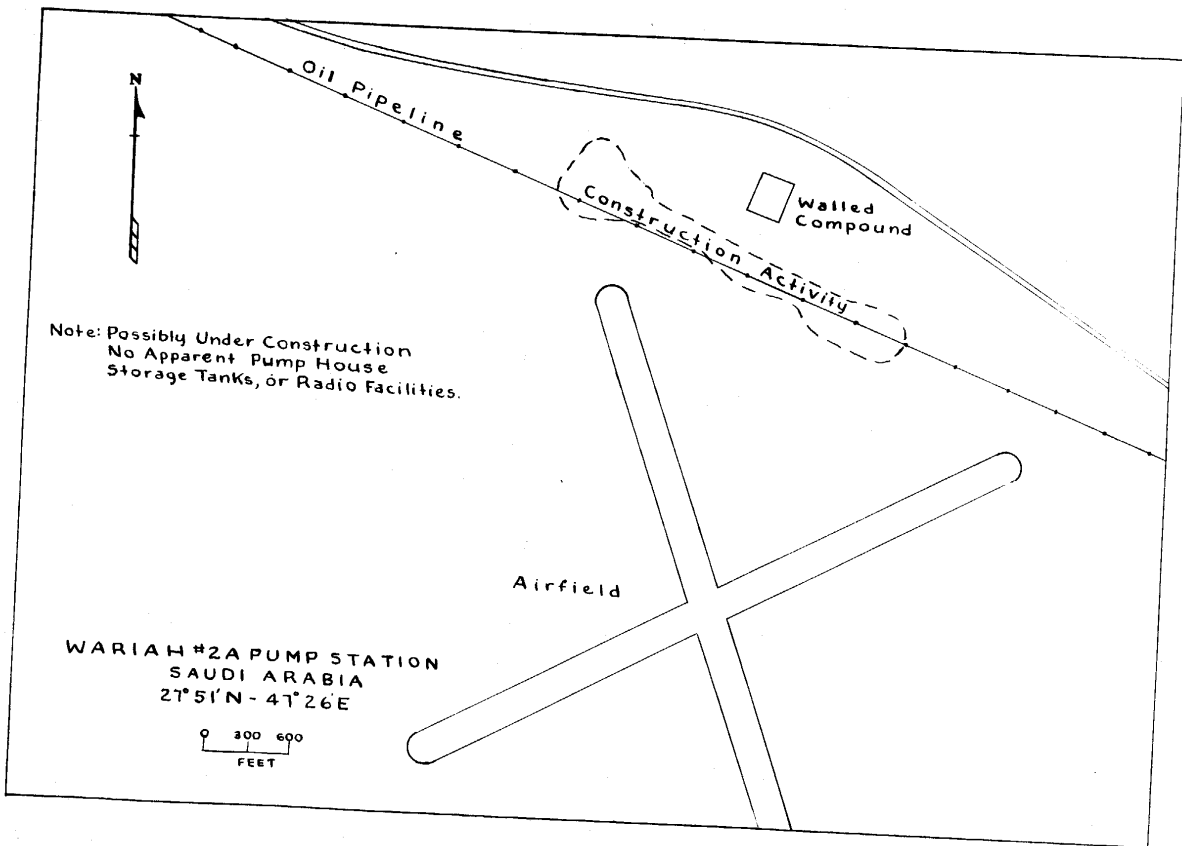 N
Oil Pipeline
Construction Activity
Walled
Compound
Note: Possibly Under Construction
No Apparent Pump House
Storage Tanks, or Radio Facilities.
Airfield
WARIAH #2A PUMP STATION
SAUDI ARABIA
27°51'N - 47°26'E
0 300 600
FEET